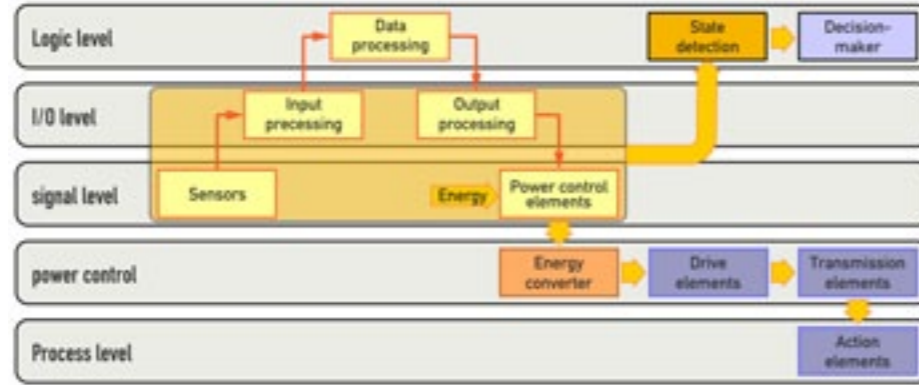 Logic level
Data
processing
State
detection
Decision-
maker
I/O level
Input
precessing
Output
processing
signal level
Sensors
Energy
Power control
elements
power control
Energy
converter
Drive
elements
Transmission
elements
Process level
Action
elements